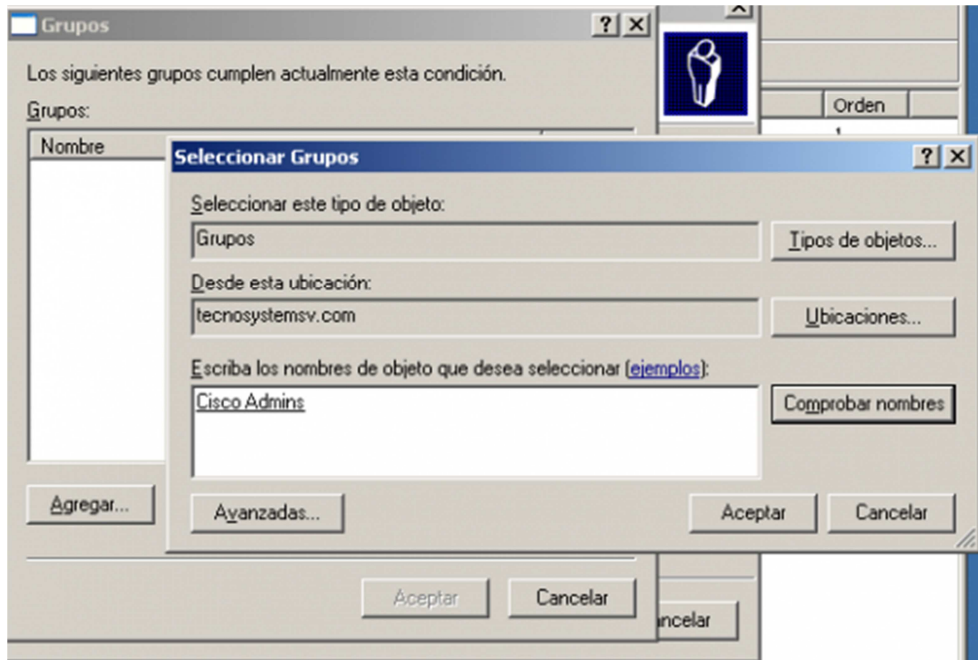 Grupos
Los siguientes grupos cumplen actualmente esta condición.
Grupos:
Nombre
Orden
1
Seleccionar Grupos
Seleccionar este tipo de objeto:
Grupos
Tipos de objetos...
Desde esta ubicación:
tecnosystemsv.com
Ubicaciones...
Escriba los nombres de objeto que desea seleccionar (ejemplos):
Cisco Admins
Comprobar nombres
Agregar...
Avanzadas...
Aceptar
Cancelar
Aceptar
Cancelar
ncelar